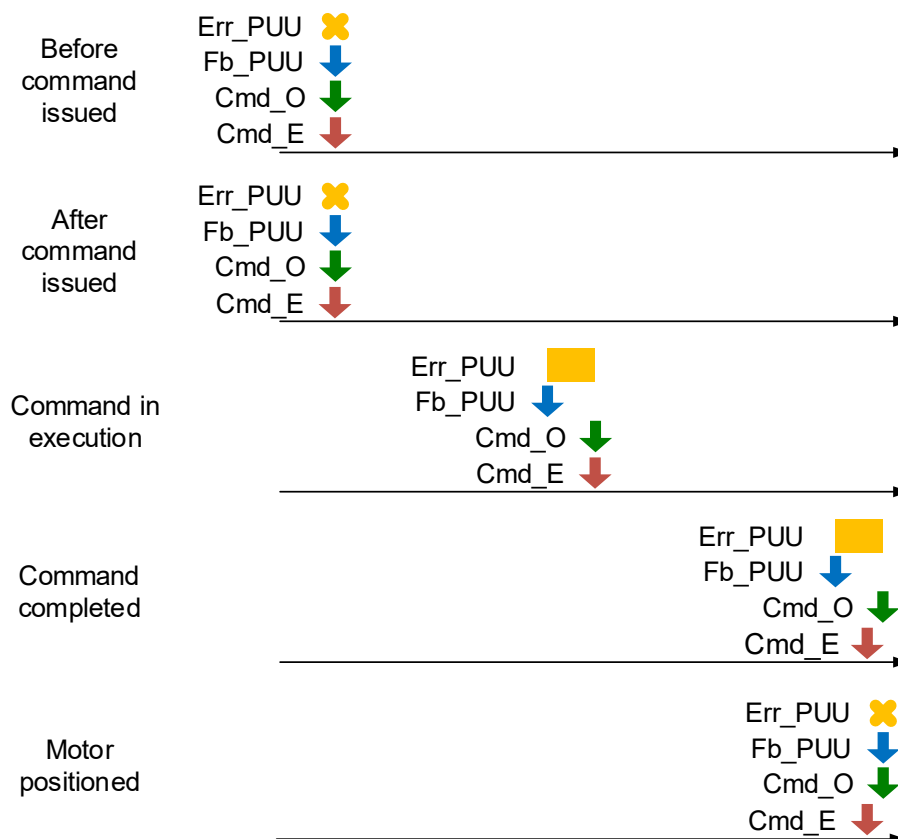 Before
command
issued
Err_PUU
Fb_PUU
Cmd_O
Cmd_E
After
command
issued
Err_PUU
Fb_PUU
Cmd_O
Cmd_E
Command in
execution
Err_PUU
Fb_PUU
Cmd_O
Cmd_E
Command
completed
Err_PUU
Fb_PUU
Cmd_O
Cmd_E
Motor
positioned
Err_PUU
Fb_PUU
Cmd_O
Cmd_E